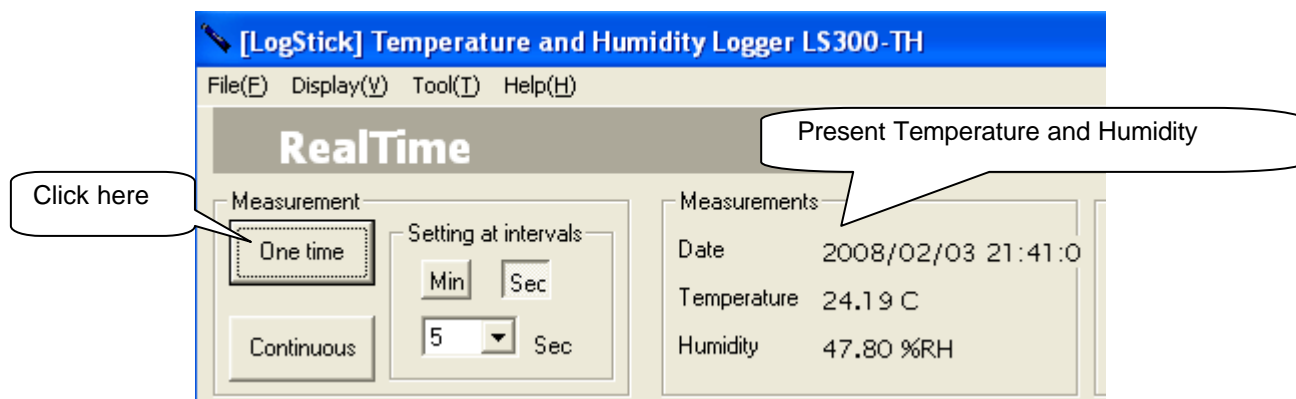 [LogStick] Temperature and Humidity Logger LS300-TH
File(F) Display(V) Tool(T) Help(H)
RealTime
Present Temperature and Humidity
Click here
Measurement
One time
Continuous
Setting at intervals
Min Sec
5 Sec
Measurements
Date 2008/02/03 21:41:0
Temperature 24.19 C
Humidity 47.80 %RH